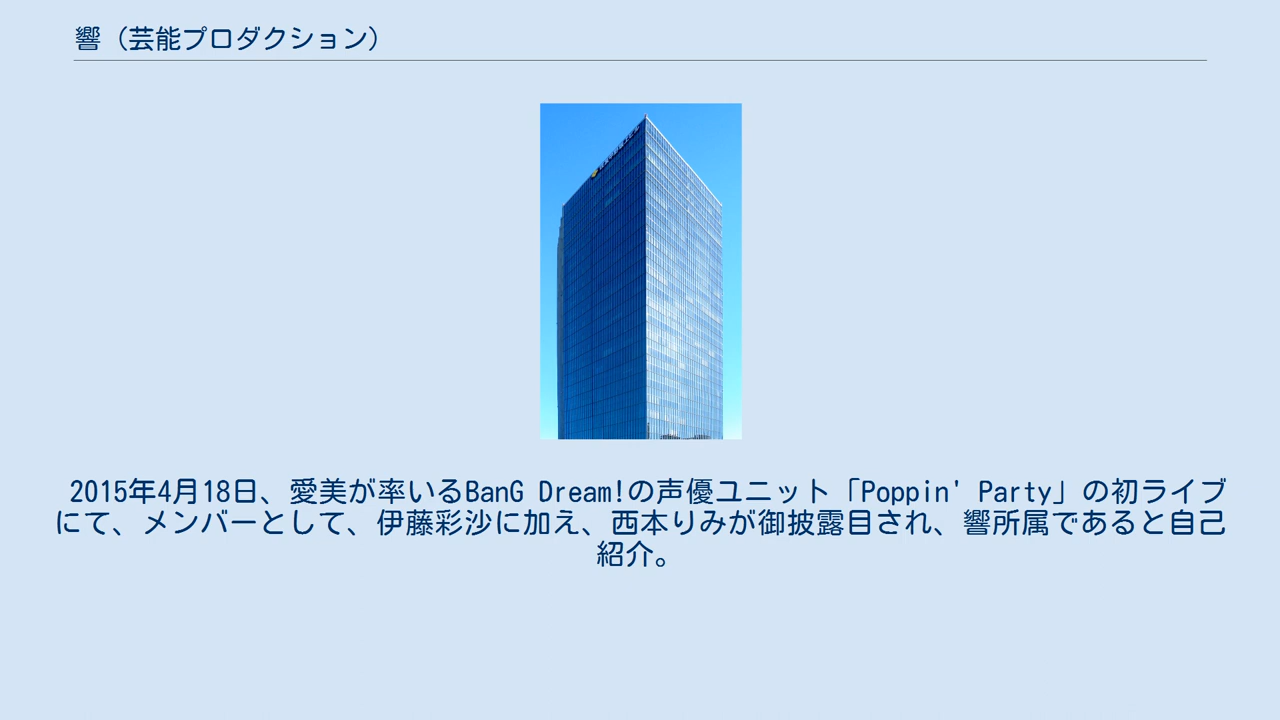 響（芸能プロダクション）
2015年4月18日、愛美が率いるBanG Dream!の声優ユニット「Poppin' Party」の初ライブ
にて、メンバーとして、伊藤彩沙に加え、西本りみが御披露目され、響所属であると自己
紹介。